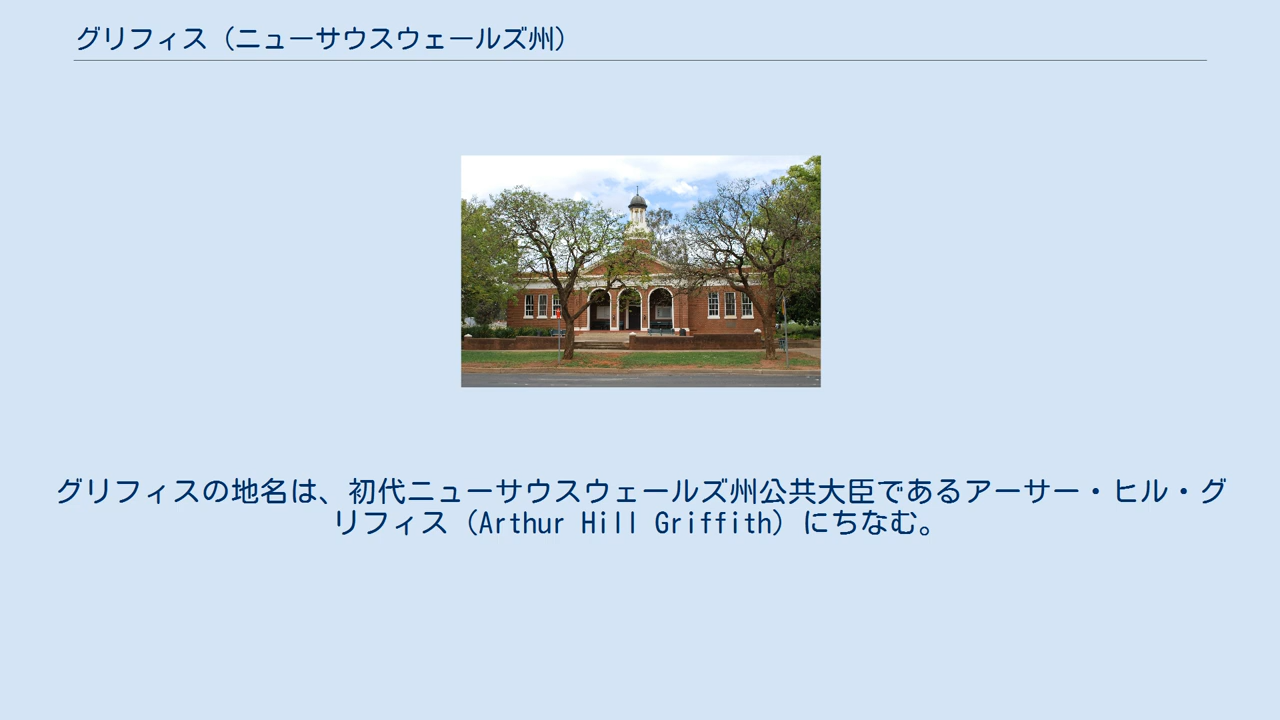 グリフィス（ニューサウスウェールズ州）
グリフィスの地名は、初代ニューサウスウェールズ州公共大臣であるアーサー・ヒル・グ
リフィス（Arthur Hill Griffith）にちなむ。